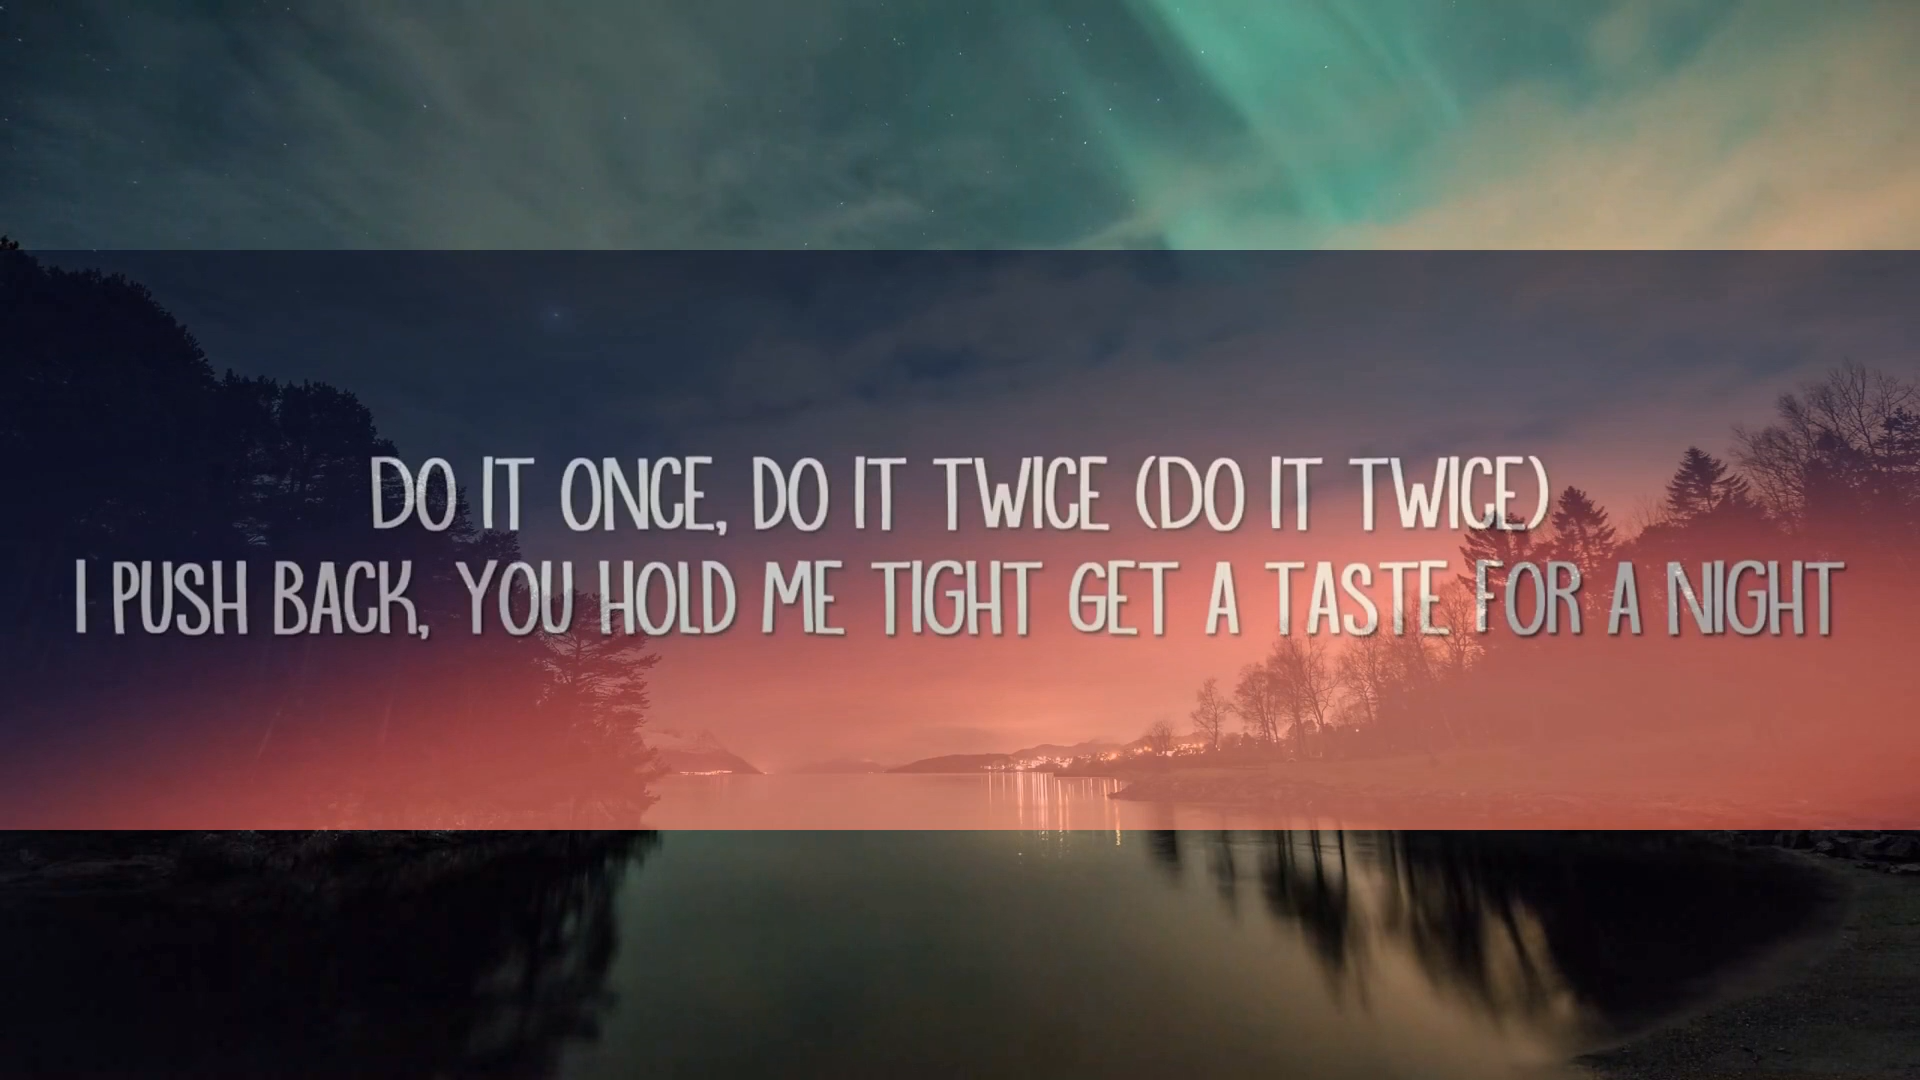 DO IT ONCE, DO IT TWICE (DO IT TWICE)
I PUSH BACK, YOU HOLD ME TIGHT GET A TASTE FOR A NIGHT